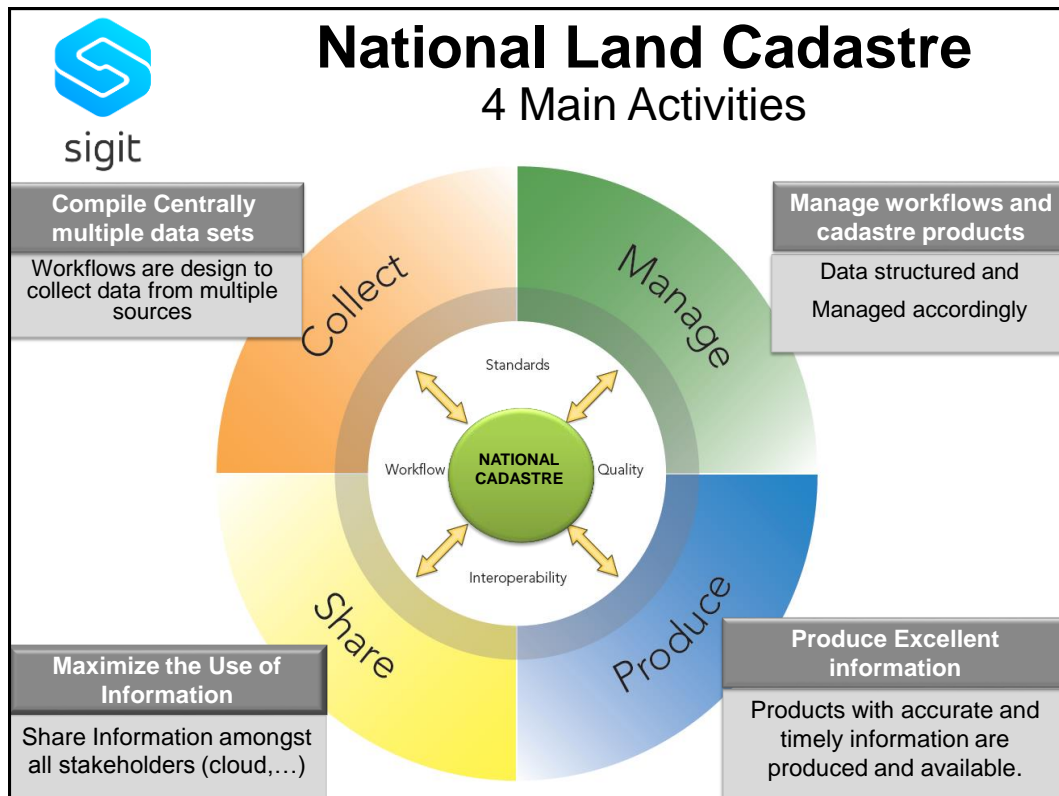 National Land Cadastre
4 Main Activities
sigit
Compile Centrally
multiple data sets
Workflows are design to
collect data from multiple
sources
Manage workflows and
cadastre products
Data structured and
Managed accordingly
Collect
Manage
Standards
Workflow
NATIONAL
CADASTRE
Quality
Interoperability
Share
Produce
Maximize the Use of
Information
Share Information amongst
all stakeholders (cloud,…)
Produce Excellent
information
Products with accurate and
timely information are
produced and available.